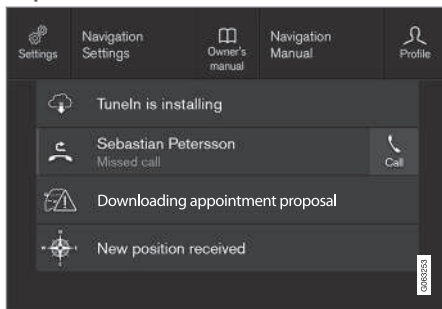 Settings
Navigation
Settings
Owner's
manual
Navigation
Manual
Profile
TuneIn is installing
Sebastian Petersson
Missed call
Call
Downloading appointment proposal
New position received
G063253